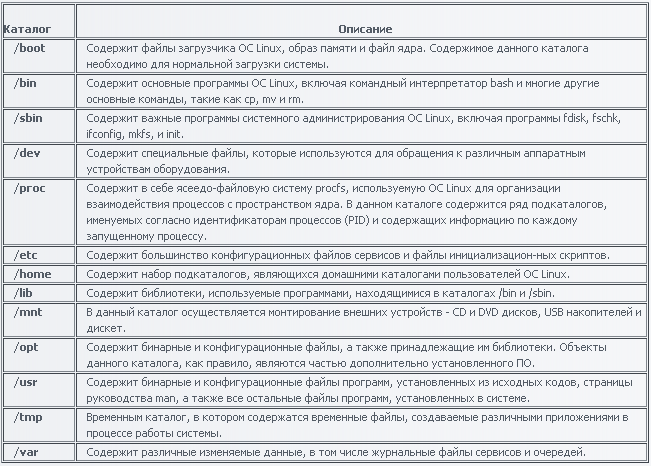 Каталог Описание
/boot Содержит файлы загрузчика ОС Linux, образ памяти и файл ядра. Содержимое данного каталога
необходимо для нормальной загрузки системы.
/bin Содержит основные программы ОС Linux, включая командный интерпретатор bash и многие другие
основные команды, такие как cp, mv и rm.
/sbin Содержит важные программы системного администрирования ОС Linux, включая программы fdisk, fschk,
ifconfig, mkfs, и init.
/dev Содержит специальные файлы, которые используются для обращения к различным аппаратным
устройствам оборудования.
/proc Содержит в себе ясеедо-файловую систему procfs, используемую ОС Linux для организации
взаимодействия процессов с пространством ядра. В данном каталоге содержится ряд подкаталогов,
именуемых согласно идентификаторам процессов (PID) и содержащих информацию по каждому
запущенному процессу.
/etc Содержит большинство конфигурационных файлов сервисов и файлы инициализацион-ных скриптов.
/home Содержит набор подкаталогов, являющихся домашними каталогами пользователей ОС Linux.
/lib Содержит библиотеки, используемые программами, находящимися в каталогах /bin и /sbin.
/mnt В данный каталог осуществляется монтирование внешних устройств - CD и DVD дисков, USB накопителей и
дискет.
/opt Содержит бинарные и конфигурационные файлы, а также принадлежащие им библиотеки. Объекты
данного каталога, как правило, являются частью дополнительно установленного ПО.
/usr Содержит бинарные и конфигурационные файлы программ, установленных из исходных кодов, страницы
руководства man, а также все остальные файлы программ, установленных в системе.
/tmp Временным каталог, в котором содержатся временные файлы, создаваемые различными приложениями в
процессе работы системы.
/var Содержит различные изменяемые данные, в том числе журнальные файлы сервисов и очередей.